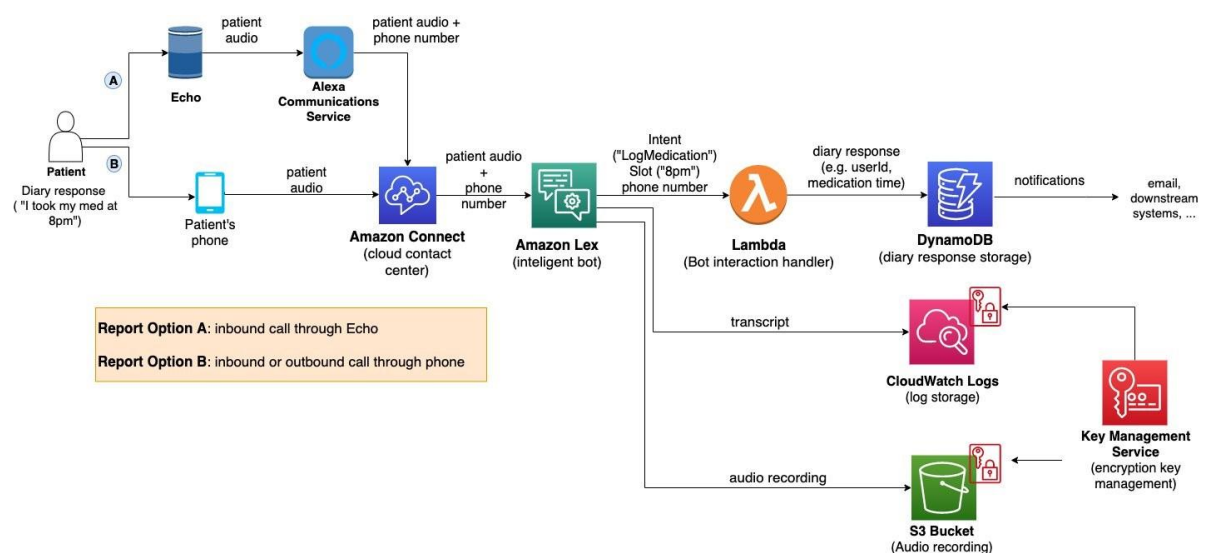 patient
audio
patient audio +
phone number
A
Echo
Alexa
Communications
Service
Patient
Diary response
( "I took my med at
8pm")
B
Patient's
phone
patient
audio
Amazon Connect
(cloud contact
center)
patient audio
+
phone
number
Amazon Lex
(inteligent bot)
Intent
("LogMedication")
Slot ("8pm")
phone number
Lambda
(Bot interaction handler)
diary response
(e.g. userId,
medication time)
DynamoDB
(diary response storage)
notifications
email,
downstream
systems, ...
Report Option A: inbound call through Echo
Report Option B: inbound or outbound call through phone
transcript
CloudWatch Logs
(log storage)
Key Management
Service
(encryption key
management)
audio recording
S3 Bucket
(Audio recording)